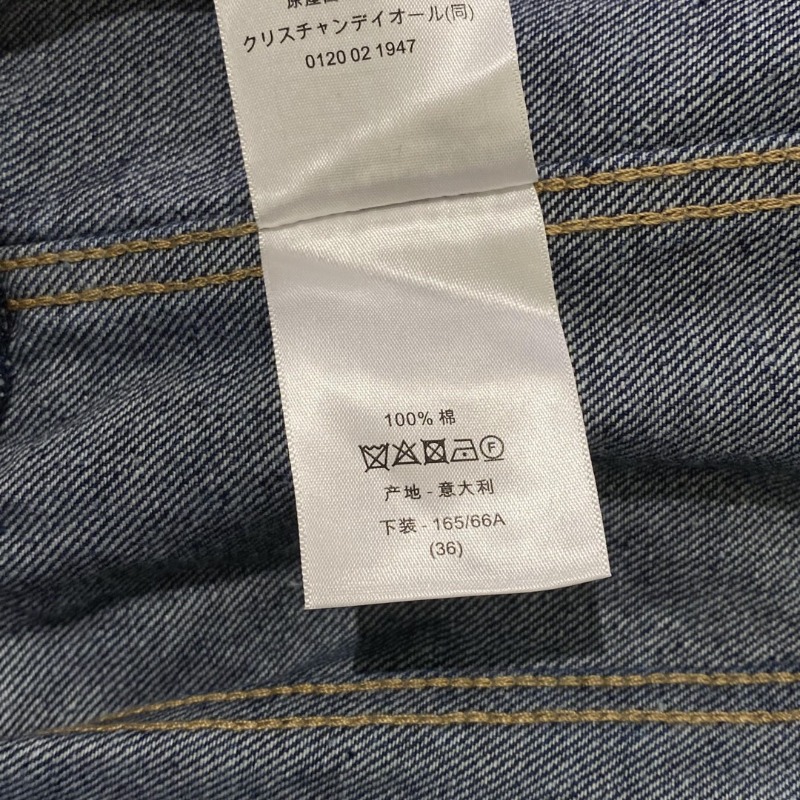 クリスチャンデイオール(同)
0120 02 1947
100% 棉
F
产地 - 意大利
下装 - 165/66A
(36)